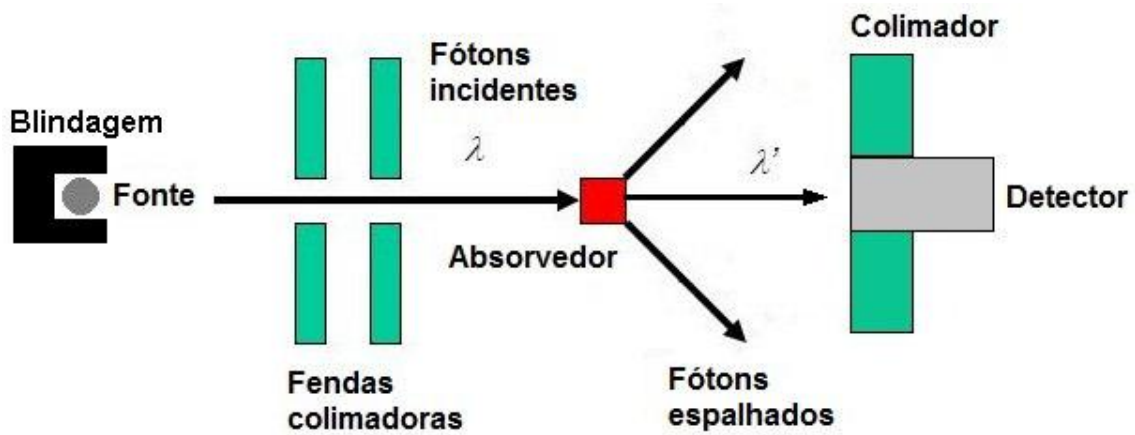 Blindagem
Fonte
Fendas
colimadoras
Fótons
incidentes
λ
Absorvedor
λ'
Fótons
espalhados
Colimador
Detector